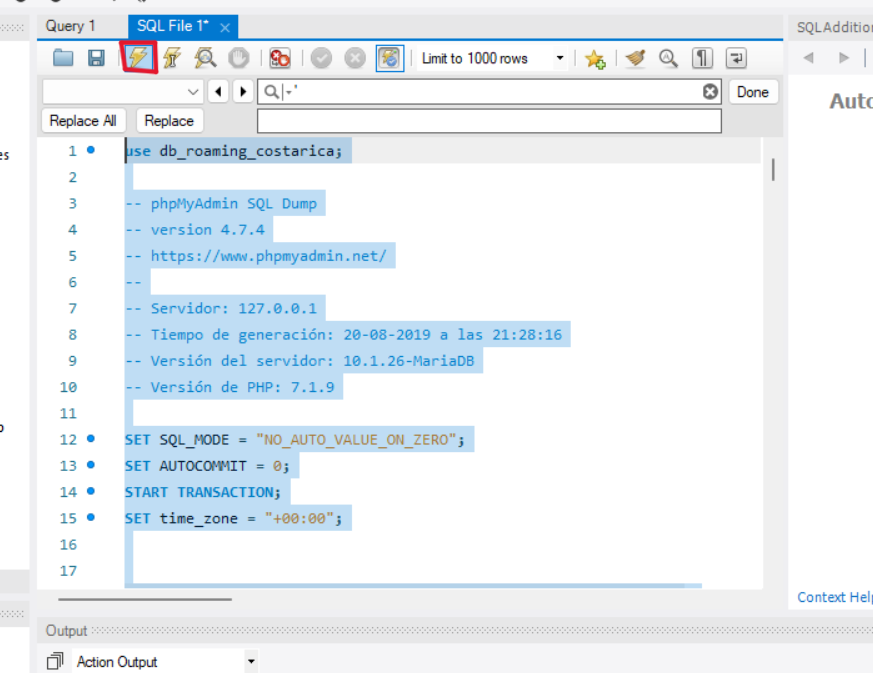 Query 1
SQL File 1*
SQLAdditio
Limit to 1000 rows
Done
Auto
Replace All
Replace
es
1
use db_roaming_costarica;
2
3
-- phpMyAdmin SQL Dump
4
-- version 4.7.4
5
-- https://www.phpmyadmin.net/
6
--
7
-- Servidor: 127.0.0.1
8
-- Tiempo de generación: 20-08-2019 a las 21:28:16
9
-- Versión del servidor: 10.1.26-MariaDB
10
-- Versión de PHP: 7.1.9
11
12
SET SQL_MODE = "NO_AUTO_VALUE_ON_ZERO";
13
SET AUTOCOMMIT = 0;
14
START TRANSACTION;
15
SET time_zone = "+00:00";
16
17
Context Help
Output
Action Output